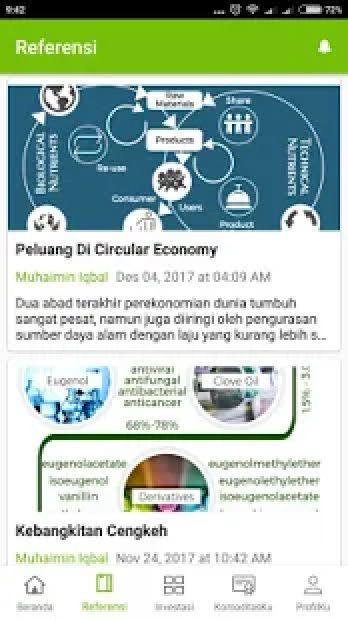 9:42
72%
Referensi
Raw
Materials
Share
BIOLOGICAL
NUTRIENTS
TECHNICAL
NUTRIENTS
Products
Re-use
Consumer
Users
Product
Peluang Di Circular Economy
Muhaimin Iqbal Des 04, 2017 at 04:09 AM
Dua abad terakhir perekonomian dunia tumbuh
sangat pesat, namun juga diiringi oleh pengurasan
sumber daya alam dengan laju yang kurang lebih s...
antiviral
Eugenol
antifungal
Clove Oil
antibacterial
anticancer
68%-78%
eugenolacetate
eugenolmethylether
isoeugenol
eugenolethylether
vanillin
Derivatives
isoeugenolacetate
Kebangkitan Cengkeh
Muhaimin Iqbal Nov 24, 2017 at 10:42 AM
Beranda
Referensi
Investasi
KomoditasKu
ProfilKu